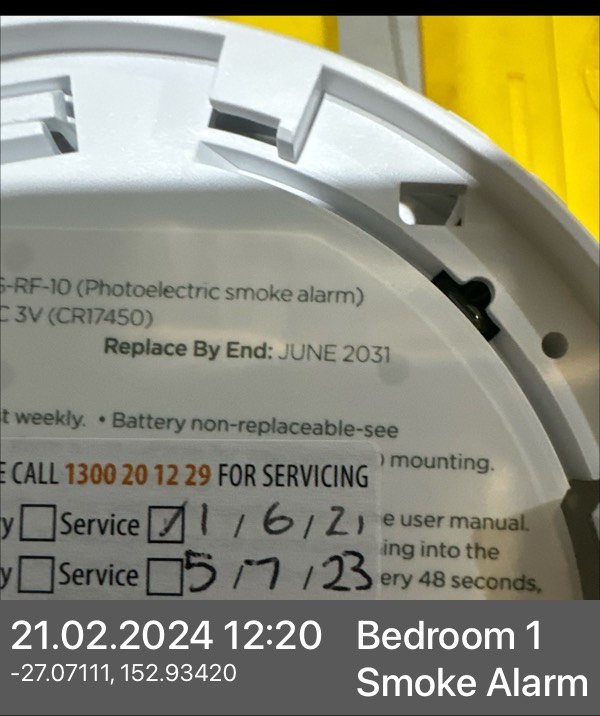 -RF-10 (Photoelectric smoke alarm)
C 3V (CR17450)
Replace By End: JUNE 2031
t weekly. • Battery non-replaceable-see
) mounting.
E CALL 1300 20 12 29 FOR SERVICING
y Service 1 / 6 / 21 e user manual.
ing into the
y Service 5 / 7 / 23 ery 48 seconds,
21.02.2024 12:20 Bedroom 1
-27.07111, 152.93420 Smoke Alarm